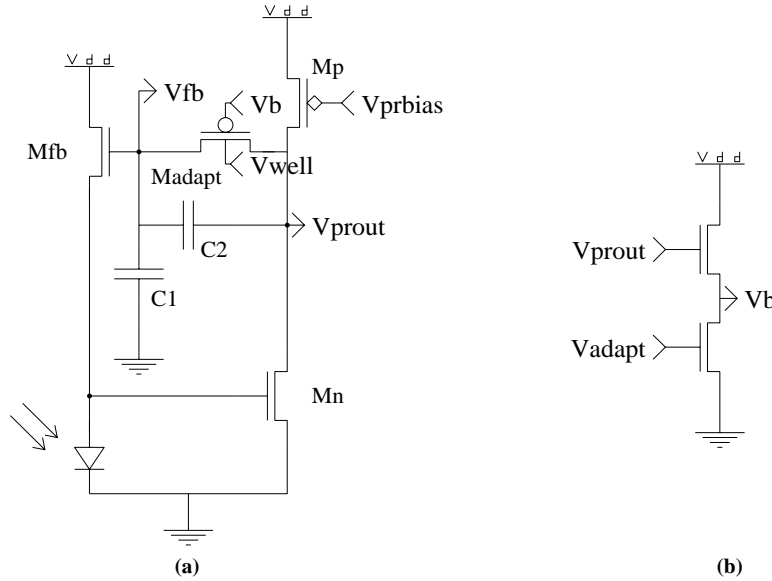 Vdd
Mp
Vdd
Vfb
Vb
Vprbias
Mfb
Vwell
Madapt
Vdd
Vprout
C2
Vprout
C1
Vb
Vadapt
Mn
(a)
(b)